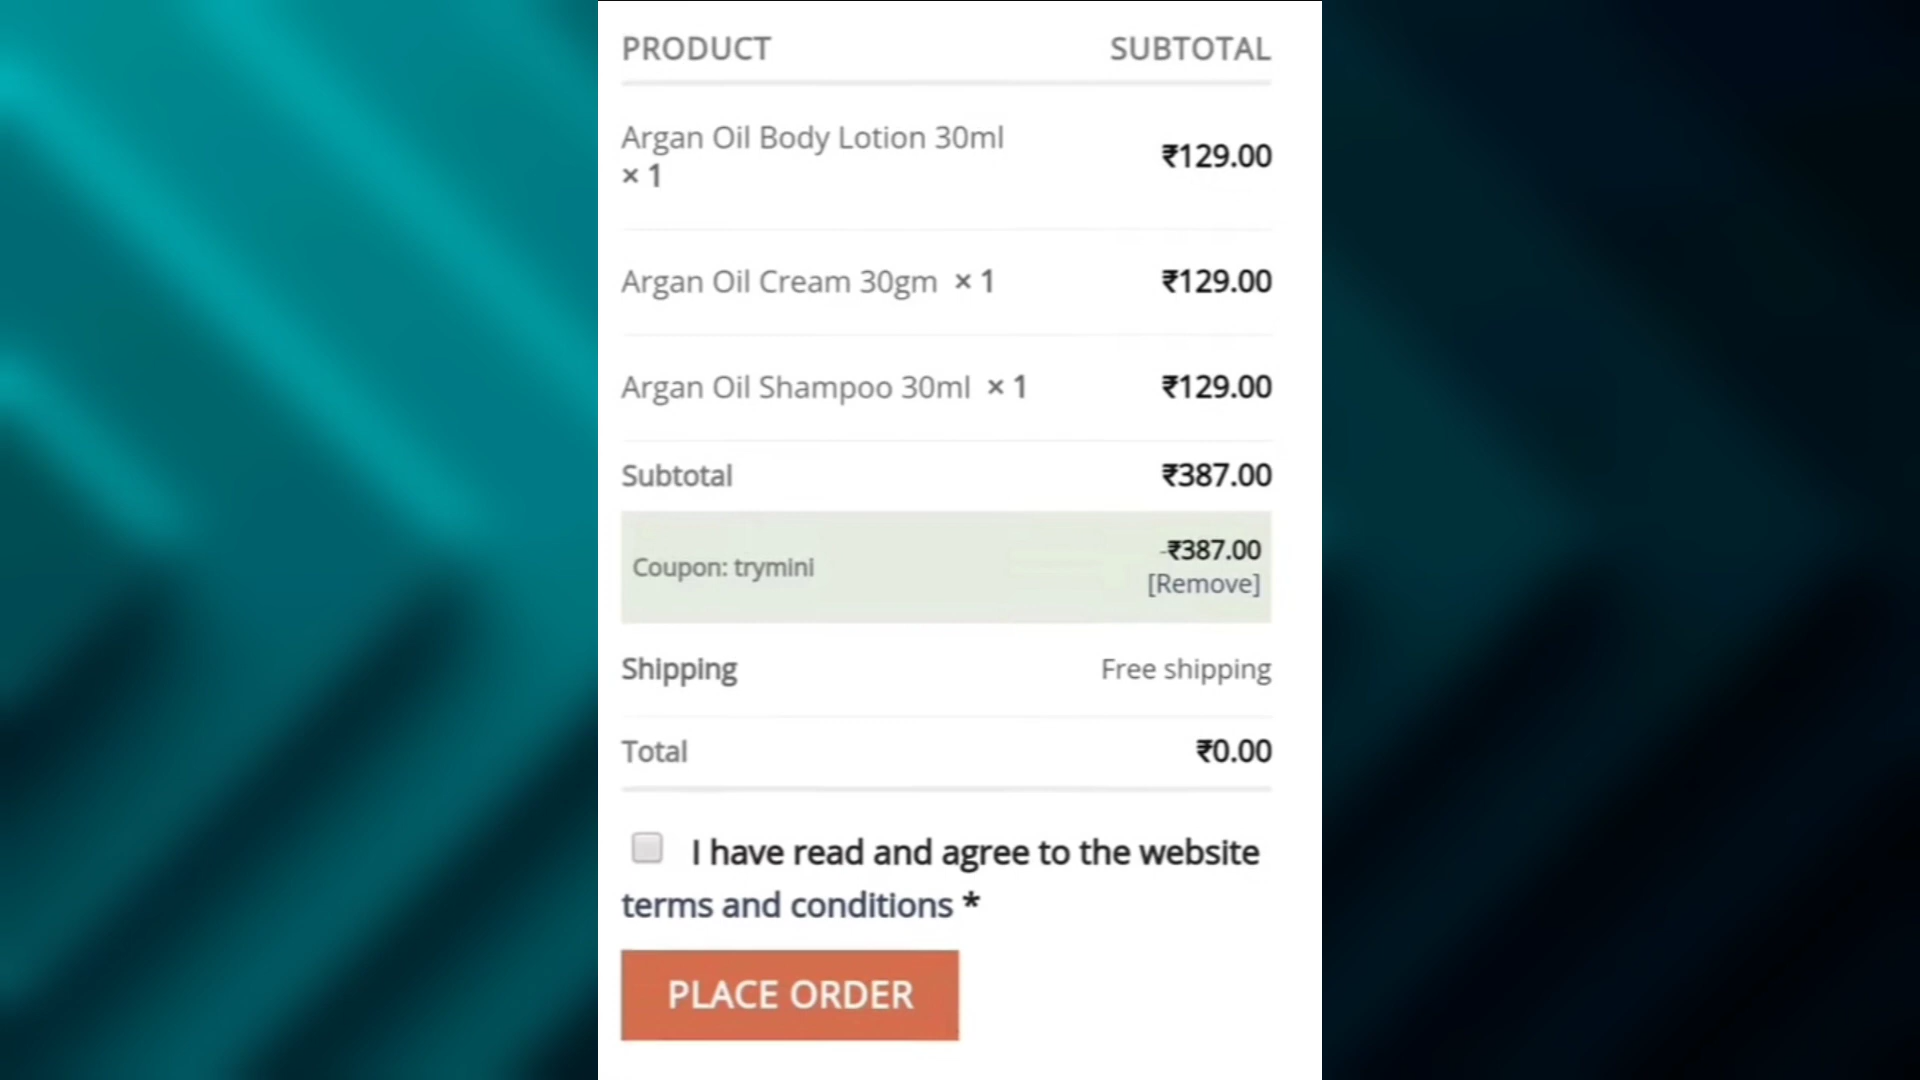 PRODUCT SUBTOTAL
Argan Oil Body Lotion 30ml
× 1 ₹129.00
Argan Oil Cream 30gm × 1 ₹129.00
Argan Oil Shampoo 30ml × 1 ₹129.00
Subtotal ₹387.00
Coupon: trymini -₹387.00
[Remove]
Shipping Free shipping
Total ₹0.00
I have read and agree to the website
terms and conditions *
PLACE ORDER